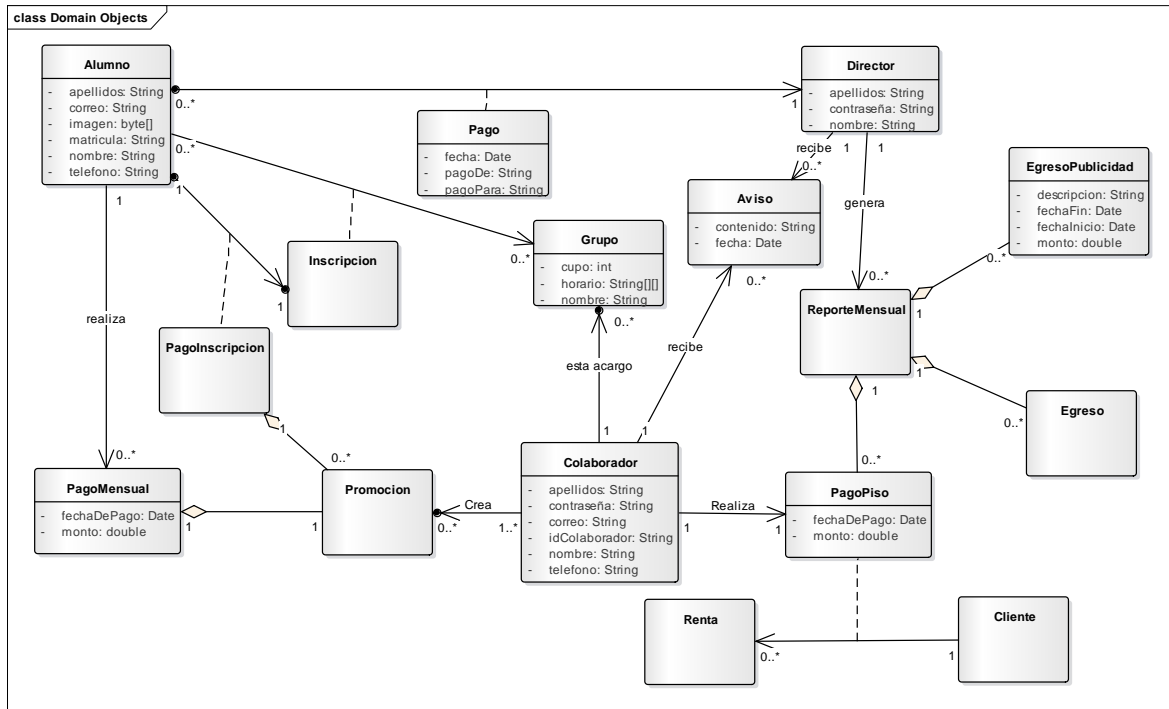 class Domain Objects
Alumno
- apellidos: String
- correo: String
- imagen: byte[]
- matricula: String
- nombre: String
- telefono: String
0..*
1
Director
- apellidos: String
- contraseña: String
- nombre: String
Pago
- fecha: Date
- pagoDe: String
- pagoPara: String
0..*
0..*
1
1
recibe
1
0..*
1
genera
0..*
Aviso
- contenido: String
- fecha: Date
EgresoPublicidad
- descripcion: String
- fechaFin: Date
- fechaInicio: Date
- monto: double
0..*
1
Grupo
- cupo: int
- horario: String[][]
- nombre: String
0..*
Inscripcion
1
0..*
recibe
1
ReporteMensual
1
0..*
1
0..*
realiza
0..*
PagoInscripcion
1
0..*
esta acargo
1
Egreso
PagoMensual
- fechaDePago: Date
- monto: double
1
1
Promocion
Crea
0..*
1..*
Colaborador
- apellidos: String
- contraseña: String
- correo: String
- idColaborador: String
- nombre: String
- telefono: String
Realiza
1
1
PagoPiso
- fechaDePago: Date
- monto: double
Renta
0..*
1
Cliente